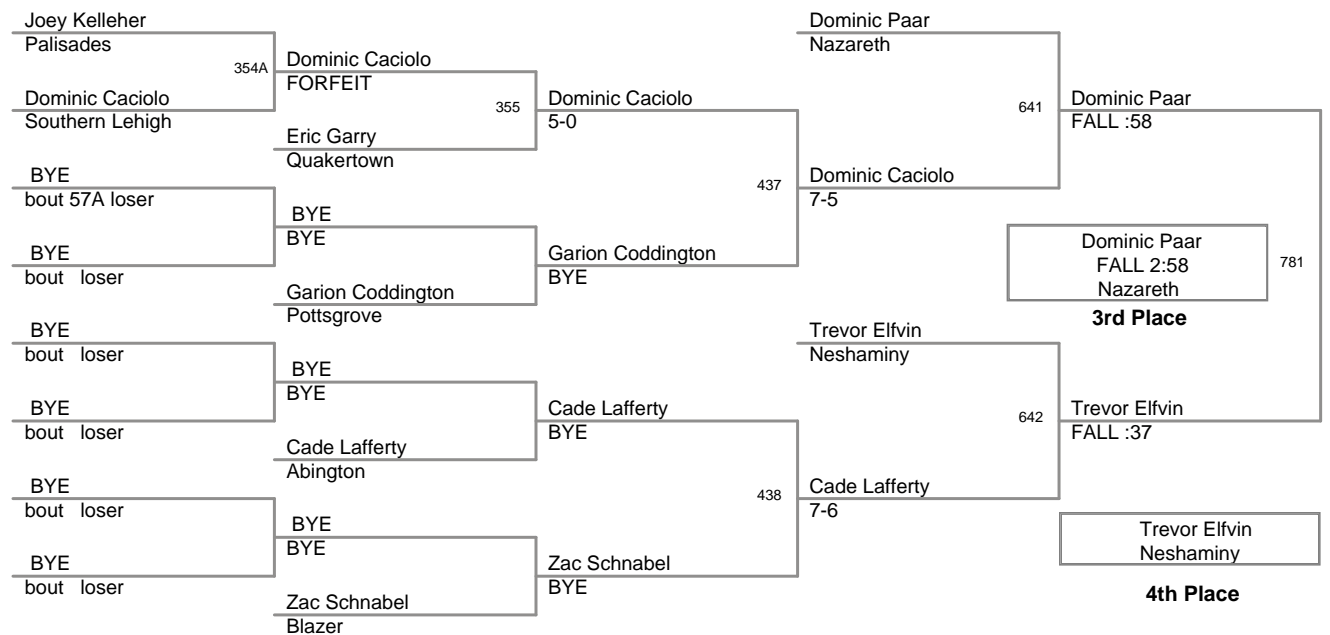 Joey Kelleher
Palisades
354A
Dominic Caciolo
Southern Lehigh
BYE
bout 57A loser
BYE
bout loser
BYE
bout loser
BYE
bout loser
BYE
bout loser
BYE
bout loser
Dominic Caciolo
FORFEIT
355
Eric Garry
Quakertown
BYE
BYE
Garion Coddington
Pottsgrove
BYE
BYE
Cade Lafferty
Abington
BYE
BYE
Zac Schnabel
Blazer
Dominic Caciolo
5-0
437
Garion Coddington
BYE
Cade Lafferty
BYE
438
Zac Schnabel
BYE
Dominic Paar
Nazareth
641
Dominic Caciolo
7-5
Trevor Elfvin
Neshaminy
642
Cade Lafferty
7-6
Dominic Paar
FALL :58
Dominic Paar
FALL 2:58
Nazareth
781
3rd Place
Trevor Elfvin
FALL :37
Trevor Elfvin
Neshaminy
4th Place